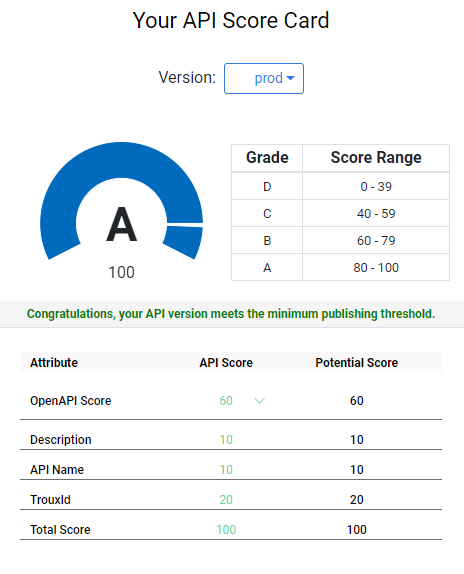 Your API Score Card
Version: prod
A
100
Grade Score Range
D 0 - 39
C 40 - 59
B 60 - 79
A 80 - 100
Congratulations, your API version meets the minimum publishing threshold.
Attribute API Score Potential Score
OpenAPI Score 60 60
Description 10 10
API Name 10 10
TrouxId 20 20
Total Score 100 100